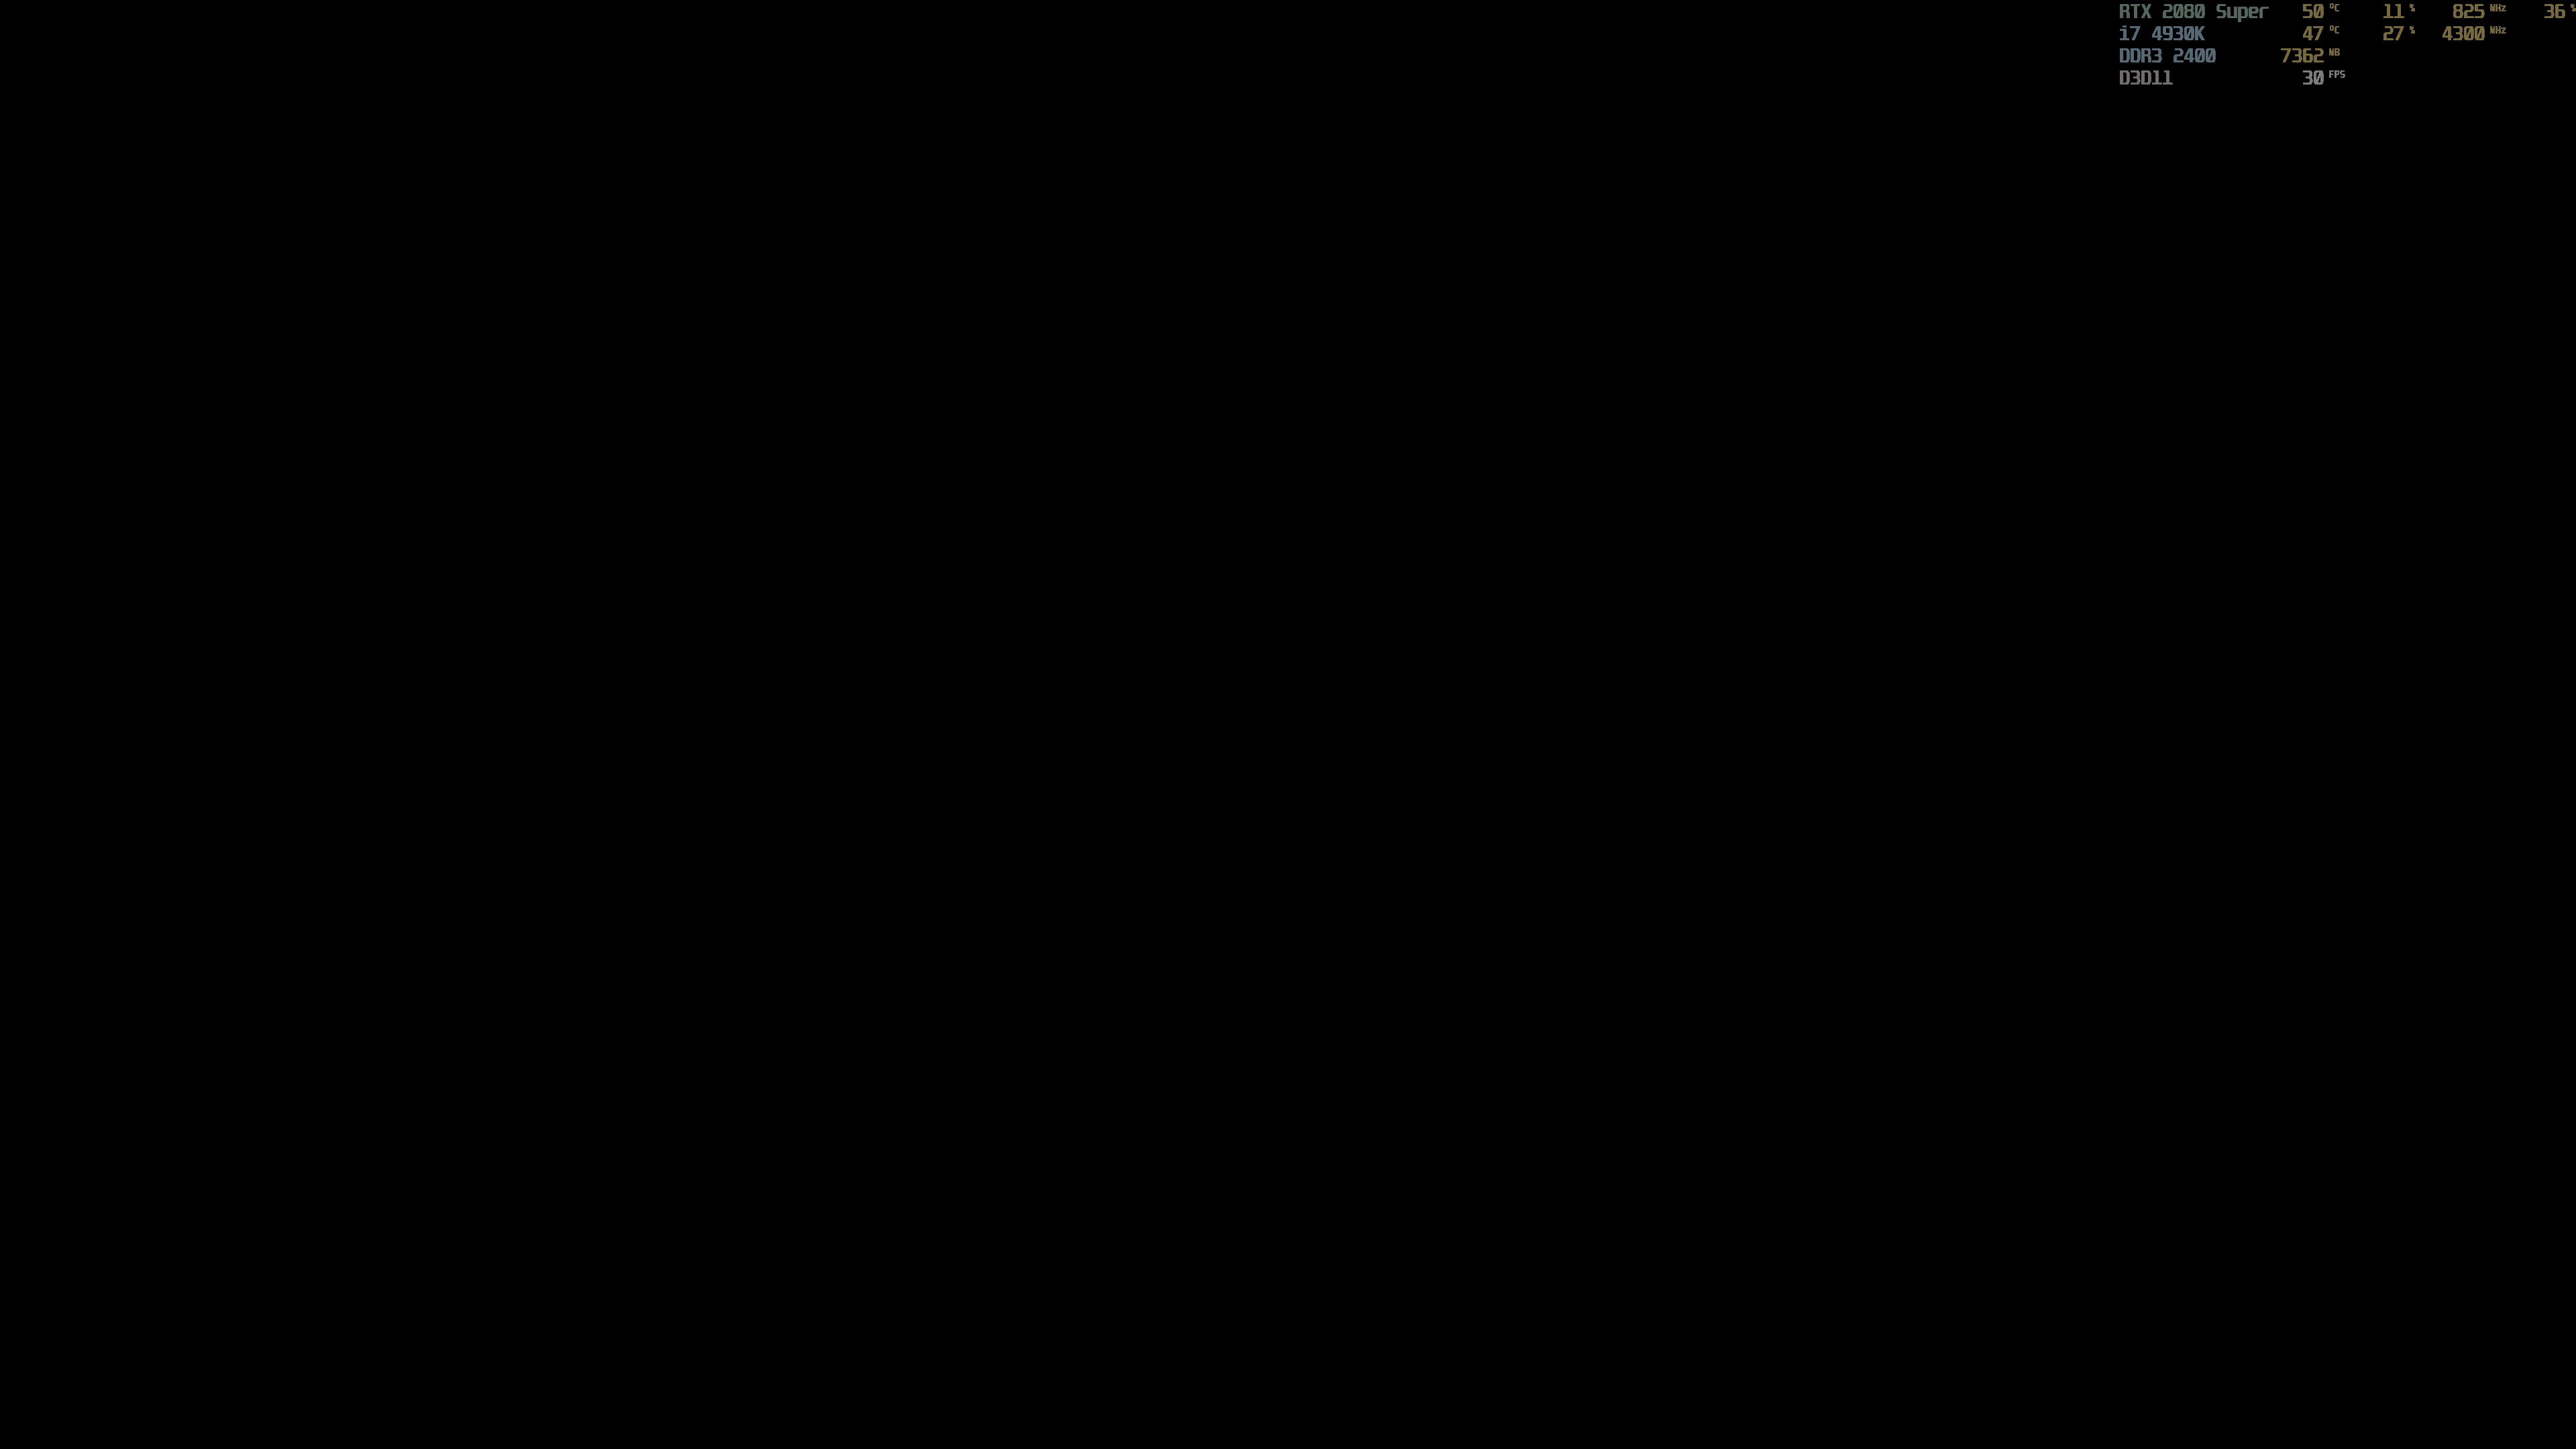 RTX 2080 Super 50 °C 11 % 825 MHz 36 %
i7 4930K 47 °C 27 % 4300 MHz
DDR3 2400 7362 MB
D3D11 30 FPS